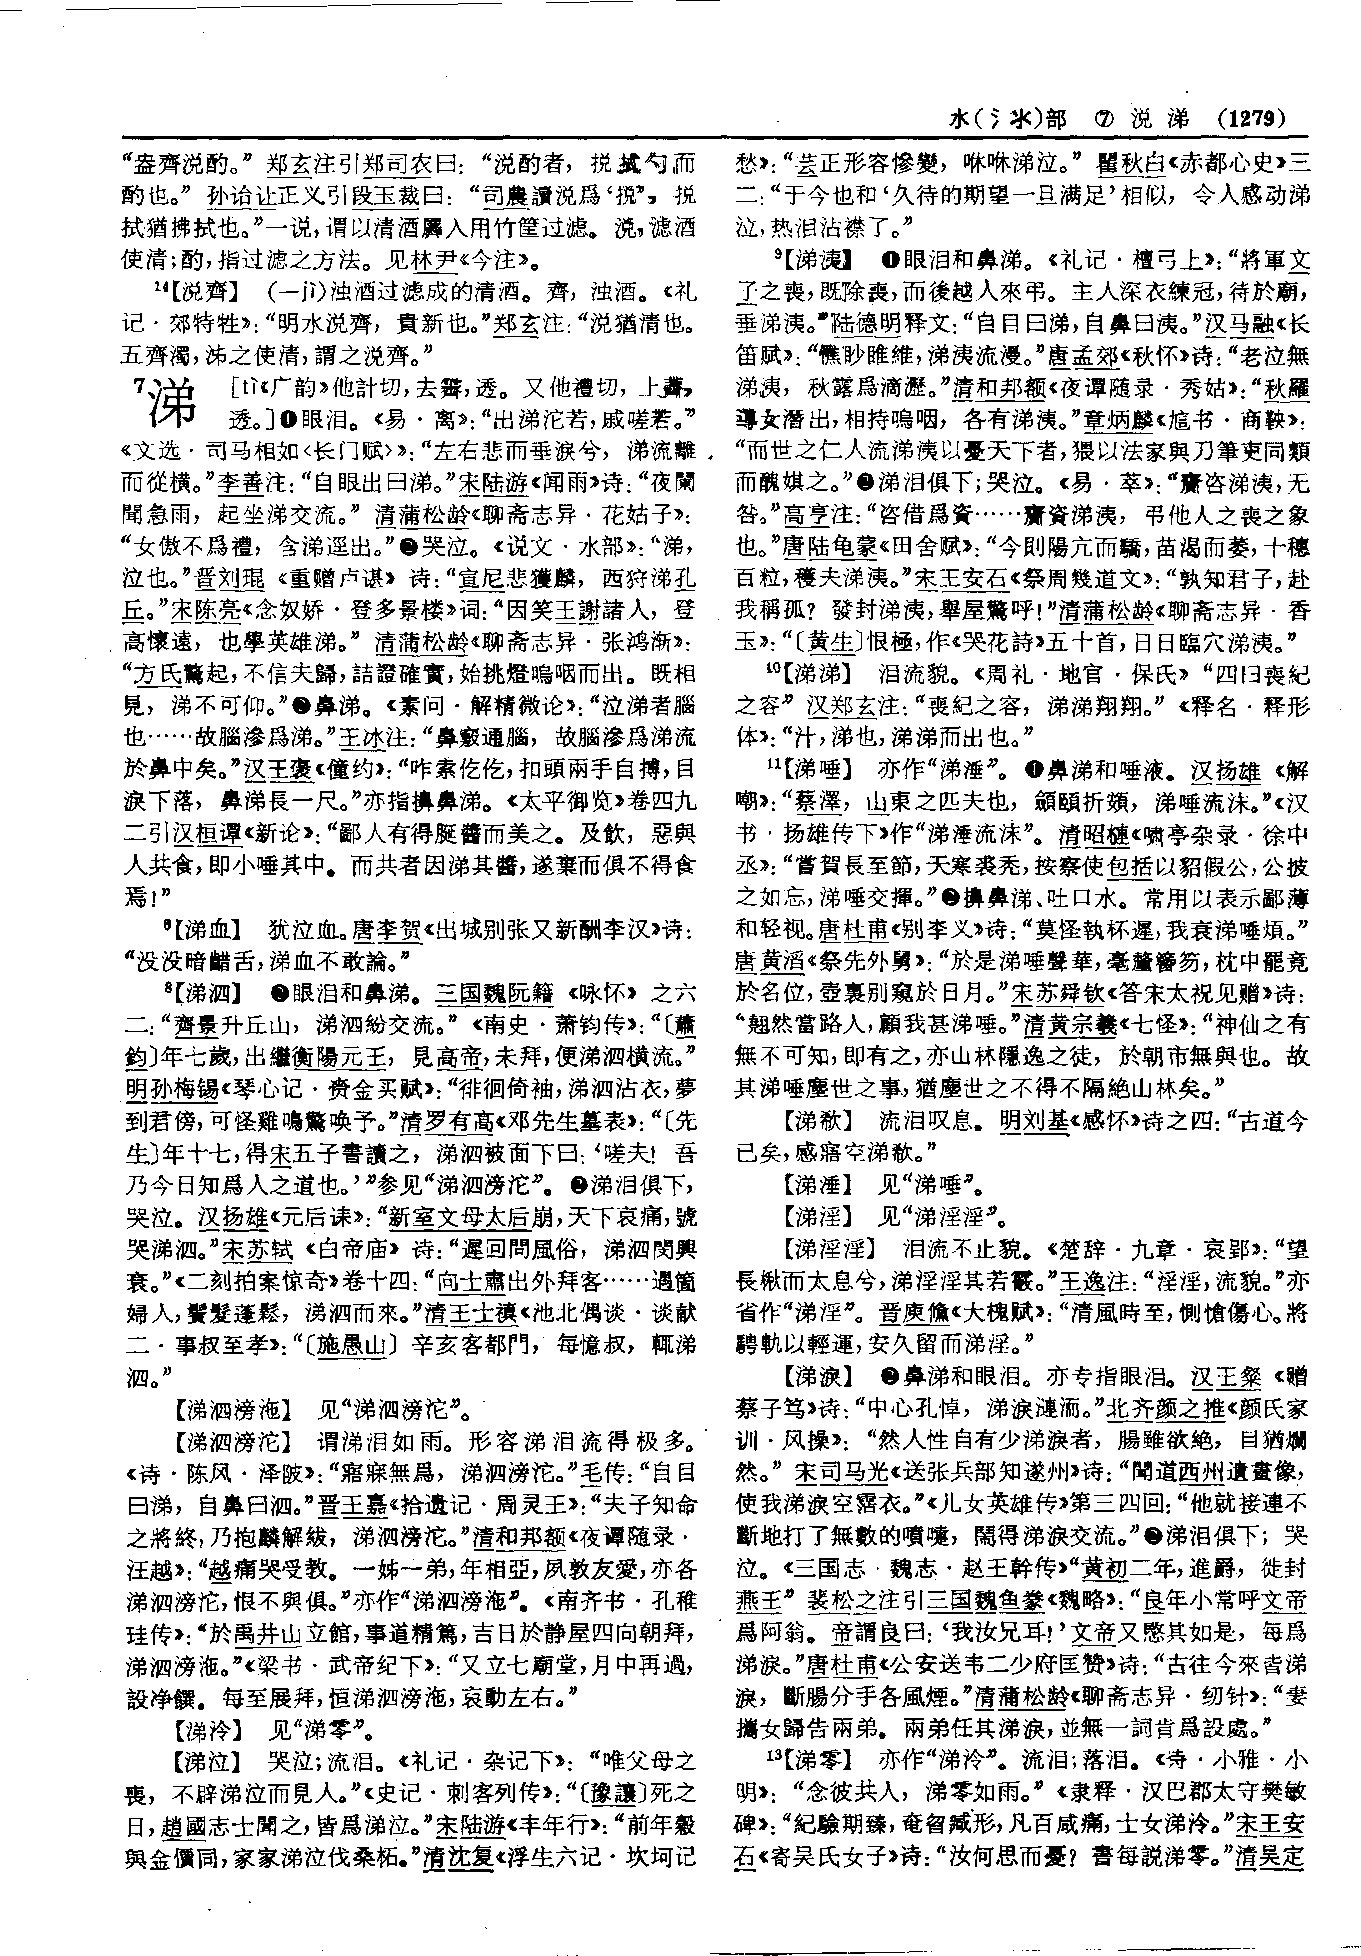 水(氵氺)部 ⑦ 涚 涕 (1279)
“盎齊涚酌。”郑玄注引郑司农曰：“涚酌者，挩拭勺而
酌也。”孙诒让正义引段玉裁曰：“司農讀涚爲‘挩’，挩
拭猶拂拭也。”一说，谓以清酒羼入用竹筐过滤。涚，滤酒
使清；酌，指过滤之方法。见林尹《今注》。
14【涚齊】 (—jì)浊酒过滤成的清酒。齊，浊酒。《礼
记·郊特牲》：“明水涚齊，貴新也。”郑玄注：“涚猶清也。
五齊濁，泲之使清，謂之涚齊。”
7涕 [tì《广韵》他計切，去霽，透。又他禮切，上薺，
透。]❶眼泪。《易·离》：“出涕沱若，戚嗟若。”
《文选·司马相如〈长门赋〉》：“左右悲而垂淚兮，涕流離
而從横。”李善注：“自眼出曰涕。”宋陆游《闻雨》诗：“夜闌
聞急雨，起坐涕交流。”清蒲松龄《聊斋志异·花姑子》：
“女傲不爲禮，含涕逕出。”❷哭泣。《说文·水部》：“涕，
泣也。”晋刘琨《重赠卢谌》诗：“宣尼悲獲麟，西狩涕孔
丘。”宋陈亮《念奴娇·登多景楼》词：“因笑王謝諸人，登
高懷遠，也學英雄涕。”清蒲松龄《聊斋志异·张鸿渐》：
“方氏驚起，不信夫歸，詰證確實，始挑燈嗚咽而出。既相
見，涕不可仰。”❸鼻涕。《素问·解精微论》：“泣涕者腦
也……故腦滲爲涕。”王冰注：“鼻竅通腦，故腦滲爲涕流
於鼻中矣。”汉王褒《僮约》：“咋索仡仡，扣頭兩手自搏，目
淚下落，鼻涕長一尺。”亦指擤鼻涕。《太平御览》卷四九
二引汉桓谭《新论》：“鄙人有得脠醬而美之。及飲，惡與
人共食，即小唾其中。而共者因涕其醬，遂棄而俱不得食
焉！”
6【涕血】 犹泣血。唐李贺《出城别张又新酬李汉》诗：
“没没暗齰舌，涕血不敢論。”
8【涕泗】 ❶眼泪和鼻涕。三国魏阮籍《咏怀》之六
二：“齊景升丘山，涕泗紛交流。”《南史·萧钧传》：“〔蕭
鈞〕年七歲，出繼衡陽元王，見高帝，未拜，便涕泗横流。”
明孙梅锡《琴心记·赍金买赋》：“徘徊倚袖，涕泗沾衣，夢
到君傍，可怪雞鳴驚唤予。”清罗有高《邓先生墓表》：“〔先
生〕年十七，得宋五子書讀之，涕泗被面下曰：‘嗟夫！吾
乃今日知爲人之道也。’”参见“涕泗滂沱”。❷涕泪俱下，
哭泣。汉扬雄《元后诔》：“新室文母太后崩，天下哀痛，號
哭涕泗。”宋苏轼《白帝庙》诗：“遲回問風俗，涕泗閔興
衰。”《二刻拍案惊奇》卷十四：“向士肅出外拜客……遇箇
婦人，鬢髮蓬鬆，涕泗而來。”清王士禛《池北偶谈·谈献
二·事叔至孝》：“〔施愚山〕辛亥客都門，每憶叔，輒涕
泗。”
【涕泗滂沲】 见“涕泗滂沱”。
【涕泗滂沱】 谓涕泪如雨。形容涕泪流得极多。
《诗·陈风·泽陂》：“寤寐無爲，涕泗滂沱。”毛传：“自目
曰涕，自鼻曰泗。”晋王嘉《拾遗记·周灵王》：“夫子知命
之將終，乃抱麟解紱，涕泗滂沱。”清和邦额《夜谭随录·
汪越》：“越痛哭受教。一姊一弟，年相亞，夙敦友愛，亦各
涕泗滂沱，恨不與俱。”亦作“涕泗滂沲”。《南齐书·孔稚
珪传》：“於禹井山立館，事道精篤，吉日於静屋四向朝拜，
涕泗滂沲。”《梁书·武帝纪下》：“又立七廟堂，月中再過，
設净饌。每至展拜，恒涕泗滂沲，哀動左右。”
【涕泠】 见“涕零”。
【涕泣】 哭泣；流泪。《礼记·杂记下》：“唯父母之
喪，不辟涕泣而見人。”《史记·刺客列传》：“〔豫讓〕死之
日，趙國志士聞之，皆爲涕泣。”宋陆游《丰年行》：“前年穀
與金價同，家家涕泣伐桑柘。”清沈复《浮生六记·坎坷记
愁》：“芸正形容慘變，咻咻涕泣。”瞿秋白《赤都心史》三
二：“于今也和‘久待的期望一旦满足’相似，令人感动涕
泣，热泪沾襟了。”
9【涕洟】 ❶眼泪和鼻涕。《礼记·檀弓上》：“將軍文
子之喪，既除喪，而後越人來弔。主人深衣練冠，待於廟，
垂涕洟。”陆德明释文：“自目曰涕，自鼻曰洟。”汉马融《长
笛赋》：“憔眇睢維，涕洟流漫。”唐孟郊《秋怀》诗：“老泣無
涕洟，秋露爲滴瀝。”清和邦额《夜谭随录·秀姑》：“秋羅
導女潛出，相持嗚咽，各有涕洟。”章炳麟《訄书·商鞅》：
“而世之仁人流涕洟以憂天下者，猥以法家與刀筆吏同類
而醜媟之。”❷涕泪俱下；哭泣。《易·萃》：“齎咨涕洟，无
咎。”高亨注：“咨借爲資……齎資涕洟，弔他人之喪之象
也。”唐陆龟蒙《田舍赋》：“今則陽亢而驕，苗渴而萎，十穗
百粒，穫夫涕洟。”宋王安石《祭周幾道文》：“孰知君子，赴
我稱孤？發封涕洟，舉屋驚呼！”清蒲松龄《聊斋志异·香
玉》：“〔黄生〕恨極，作《哭花詩》五十首，日日臨穴涕洟。”
10【涕涕】 泪流貌。《周礼·地官·保氏》“四曰喪紀
之容”汉郑玄注：“喪紀之容，涕涕翔翔。”《释名·释形
体》：“汁，涕也，涕涕而出也。”
11【涕唾】 亦作“涕涶”。❶鼻涕和唾液。汉扬雄《解
嘲》：“蔡澤，山東之匹夫也，顩頤折頞，涕唾流沫。”《汉
书·扬雄传下》作“涕涶流沫”。清昭梿《啸亭杂录·徐中
丞》：“嘗賀長至節，天寒裘秃，按察使包括以貂假公，公披
之如忘，涕唾交揮。”❷擤鼻涕、吐口水。常用以表示鄙薄
和轻视。唐杜甫《别李义》诗：“莫怪執杯遲，我衰涕唾煩。”
唐黄滔《祭先外舅》：“於是涕唾聲華，毫釐簪笏，枕中罷竟
於名位，壺裏别窺於日月。”宋苏舜钦《答宋太祝见赠》诗：
“翹然當路人，顧我甚涕唾。”清黄宗羲《七怪》：“神仙之有
無不可知，即有之，亦山林隱逸之徒，於朝市無與也。故
其涕唾塵世之事，猶塵世之不得不隔絶山林矣。”
【涕欷】 流泪叹息。明刘基《感怀》诗之四：“古道今
已矣，感寤空涕欷。”
【涕涶】 见“涕唾”。
【涕淫】 见“涕淫淫”。
【涕淫淫】 泪流不止貌。《楚辞·九章·哀郢》：“望
長楸而太息兮，涕淫淫其若霰。”王逸注：“淫淫，流貌。”亦
省作“涕淫”。晋庾儵《大槐赋》：“清風時至，惻愴傷心。將
騁軌以輕運，安久留而涕淫。”
【涕淚】 ❶鼻涕和眼泪。亦专指眼泪。汉王粲《赠
蔡子笃》诗：“中心孔悼，涕淚漣洏。”北齐颜之推《颜氏家
训·风操》：“然人性自有少涕淚者，腸雖欲絶，目猶爛
然。”宋司马光《送张兵部知遂州》诗：“聞道西州遺畫像，
使我涕淚空霑衣。”《儿女英雄传》第三四回：“他就接連不
斷地打了無數的噴嚏，鬧得涕淚交流。”❷涕泪俱下；哭
泣。《三国志·魏志·赵王幹传》“黄初二年，進爵，徙封
燕王”裴松之注引三国魏鱼豢《魏略》：“良年小常呼文帝
爲阿翁。帝謂良曰：‘我汝兄耳！’文帝又愍其如是，每爲
涕淚。”唐杜甫《公安送韦二少府匡赞》诗：“古往今來皆涕
淚，斷腸分手各風煙。”清蒲松龄《聊斋志异·纫针》：“妻
攜女歸告兩弟。兩弟任其涕淚，並無一詞肯爲設處。”
13【涕零】 亦作“涕泠”。流泪；落泪。《诗·小雅·小
明》：“念彼共人，涕零如雨。”《隶释·汉巴郡太守樊敏
碑》：“紀驗期臻，奄曶臧形，凡百咸痛，士女涕泠。”宋王安
石《寄吴氏女子》诗：“汝何思而憂？書每説涕零。”清吴定